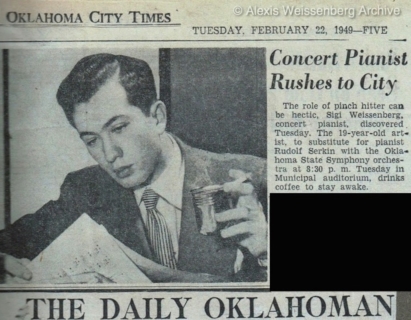 © Alexis Weissenberg Archive
OKLAHOMA CITY TIMES
TUESDAY, FEBRUARY 22, 1949—FIVE
Concert Pianist
Rushes to City
The role of pinch hitter can
be hectic, Sigi Weissenberg,
concert pianist, discovered
Tuesday. The 19-year-old art-
ist, to substitute for pianist
Rudolf Serkin with the Okla-
homa State Symphony orches-
tra at 8:30 p. m. Tuesday in
Municipal auditorium, drinks
coffee to stay awake.
THE DAILY OKLAHOMAN